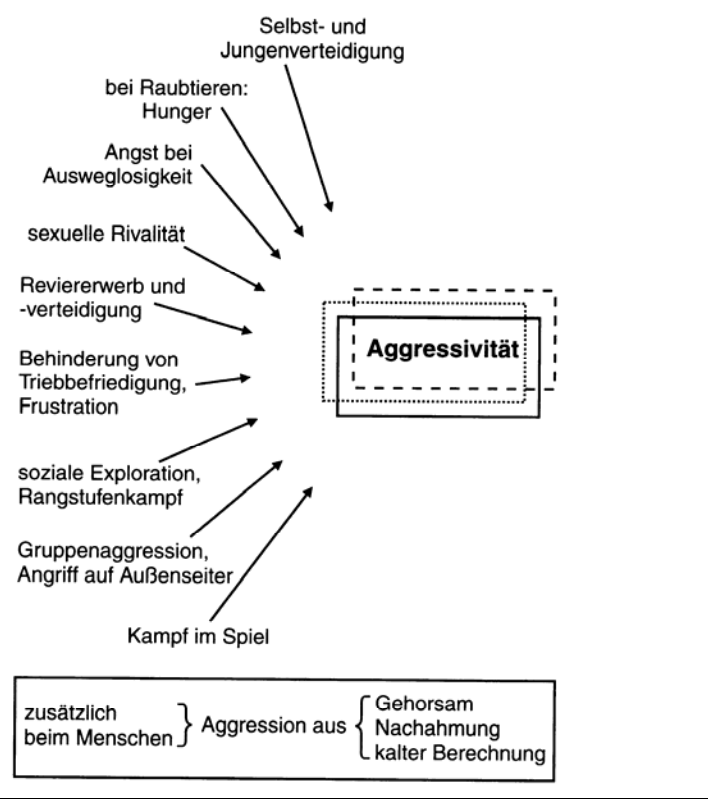 Selbst- und
Jungenverteidigung
bei Raubtieren:
Hunger
Angst bei
Ausweglosigkeit
sexuelle Rivalität
Reviererwerb und
-verteidigung
Aggressivität
Behinderung von
Triebbefriedigung,
Frustration
soziale Exploration,
Rangstufenkampf
Gruppenaggression,
Angriff auf Außenseiter
Kampf im Spiel
zusätzlich
beim Menschen
Aggression aus
Gehorsam
Nachahmung
kalter Berechnung